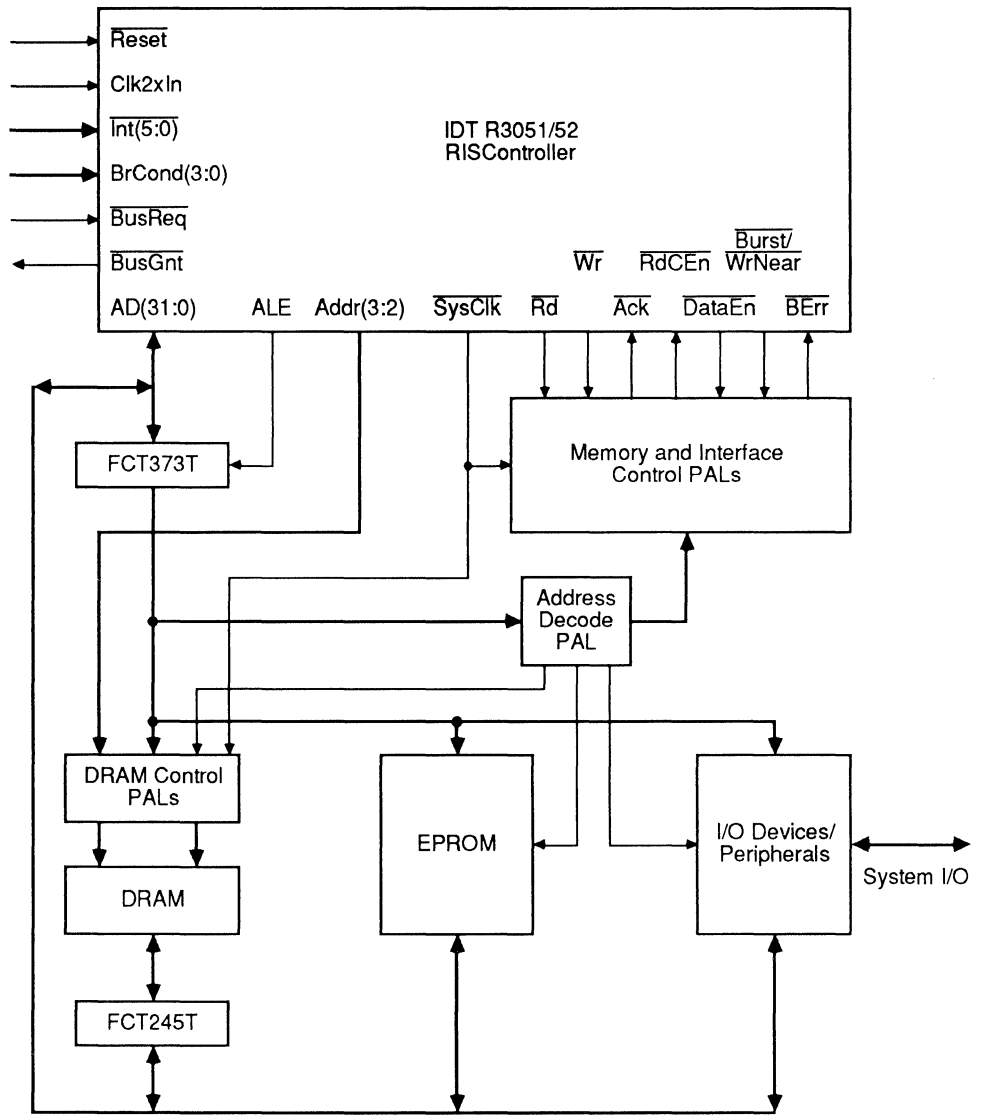 Reset
Clk2xIn
Int(5:0)
BrCond(3:0)
BusReq
BusGnt
IDT R3051/52
RISController
Burst/
Wr RdCEn WrNear
AD(31:0) ALE Addr(3:2) SysClk Rd Ack DataEn BErr
FCT373T
Memory and Interface
Control PALs
Address
Decode
PAL
DRAM Control
PALs
EPROM
I/O Devices/
Peripherals
System I/O
DRAM
FCT245T